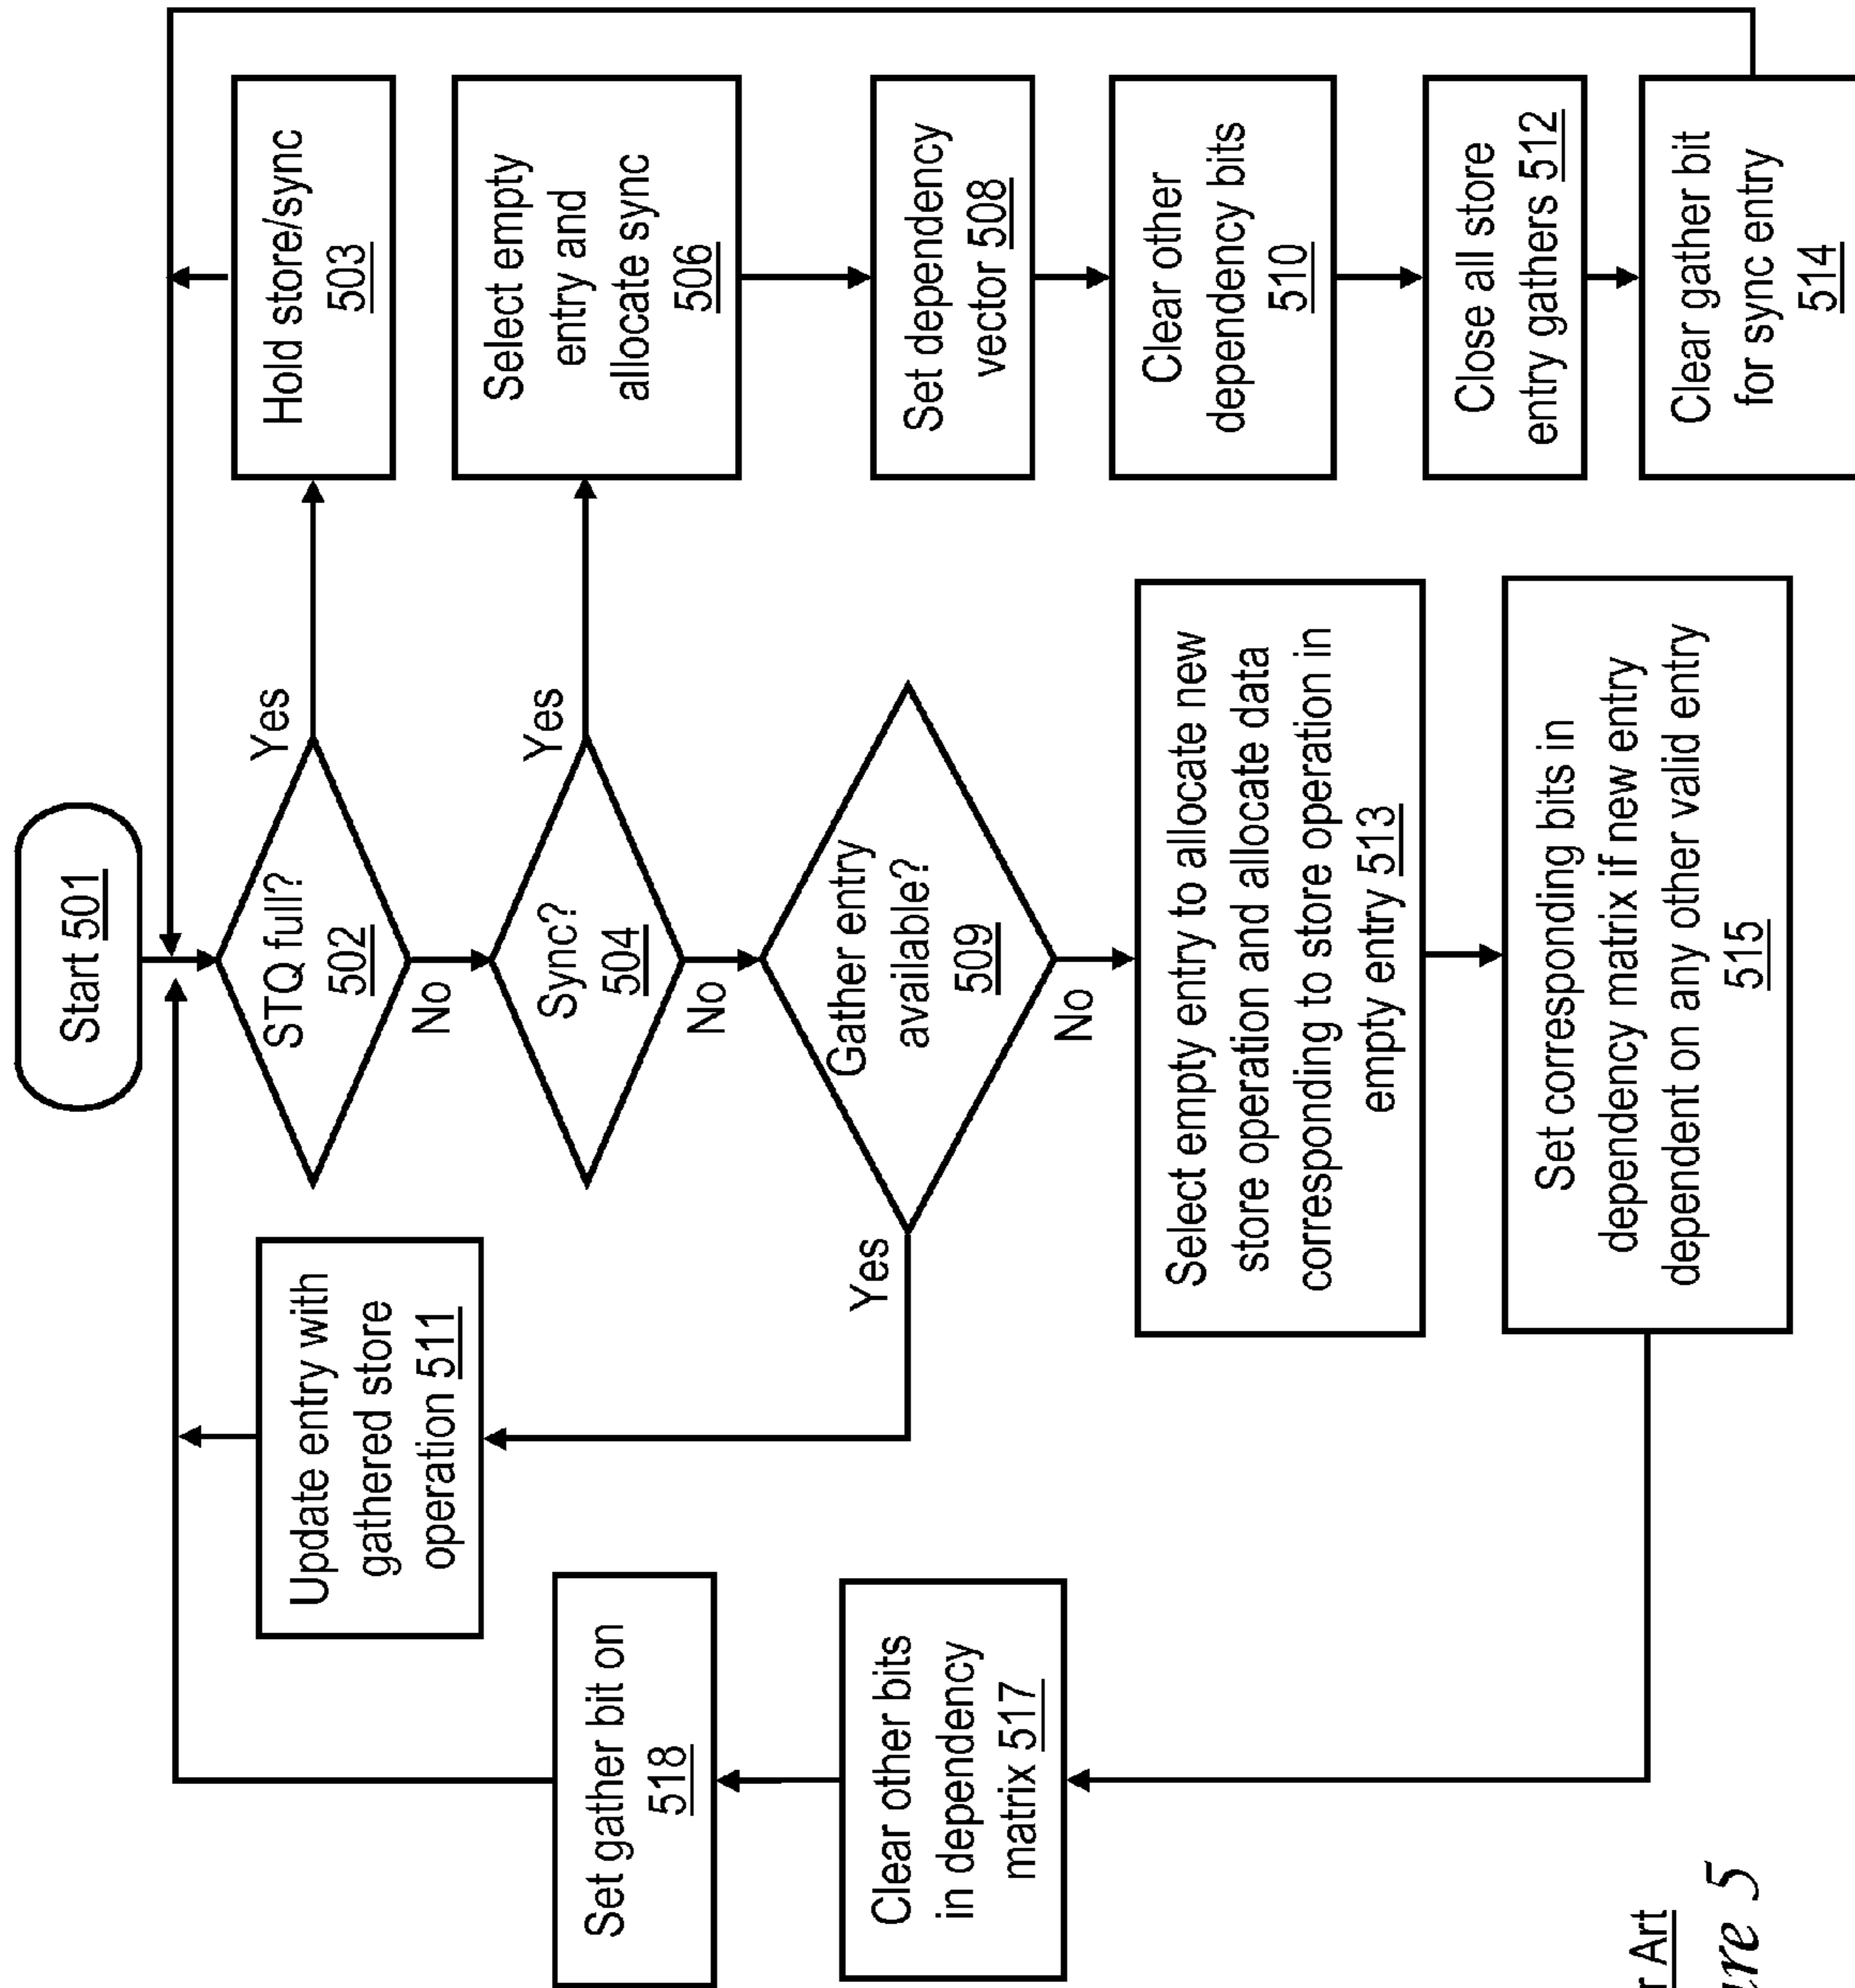 Start 501
STQ full?
502
Yes
No
Hold store/sync
503
Sync?
504
Yes
No
Select empty
entry and
allocate sync
506
Set dependency
vector 508
Clear other
dependency bits
510
Close all store
entry gathers 512
Clear gather bit
for sync entry
514
Gather entry
available?
509
Yes
No
Update entry with
gathered store
operation 511
Select empty entry to allocate new
store operation and allocate data
corresponding to store operation in
empty entry 513
Set corresponding bits in
dependency matrix if new entry
dependent on any other valid entry
515
Clear other bits
in dependency
matrix 517
Set gather bit on
518
Art
5